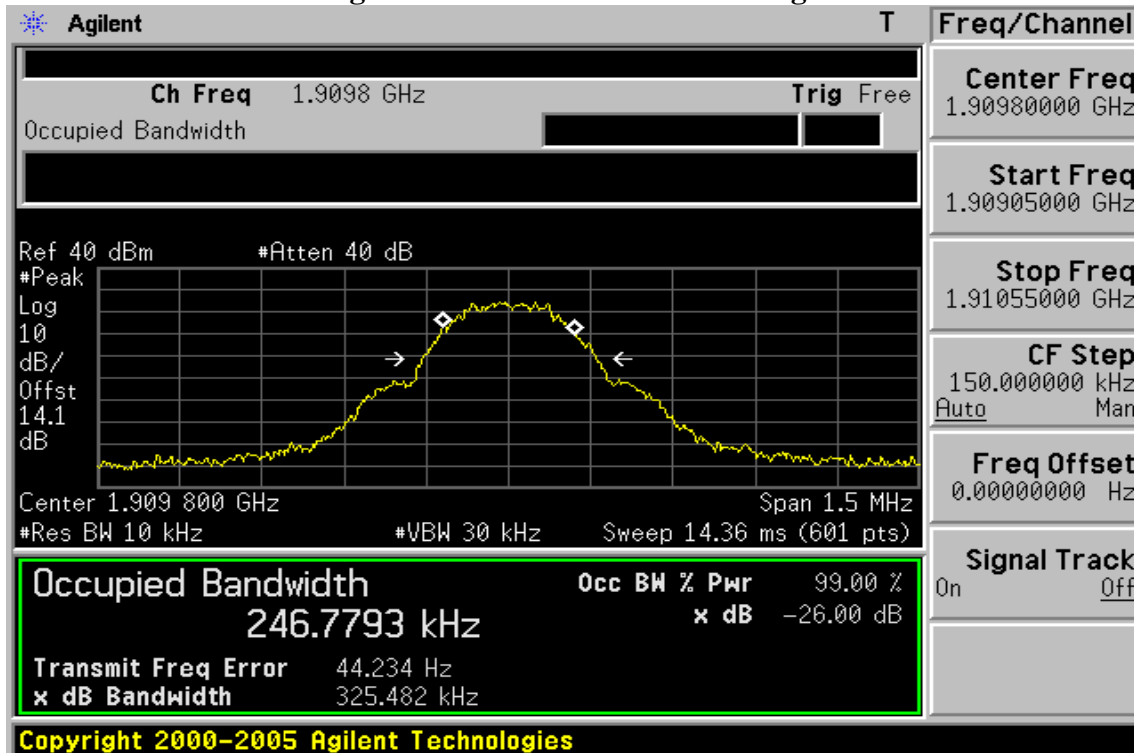 Agilent T Freq/Channel
Ch Freq 1.9098 GHz Trig Free
Occupied Bandwidth
Center Freq
1.90980000 GHz
Start Freq
1.90905000 GHz
Stop Freq
1.91055000 GHz
CF Step
150.000000 kHz
Auto Man
Freq Offset
0.00000000 Hz
Signal Track
On Off
Ref 40 dBm #Atten 40 dB
#Peak
Log
10
dB/
Offst
14.1
dB
Center 1.909 800 GHz Span 1.5 MHz
#Res BW 10 kHz #VBW 30 kHz Sweep 14.36 ms (601 pts)
Occupied Bandwidth Occ BW % Pwr 99.00 %
246.7793 kHz x dB -26.00 dB
Transmit Freq Error 44.234 Hz
x dB Bandwidth 325.482 kHz
Copyright 2000-2005 Agilent Technologies